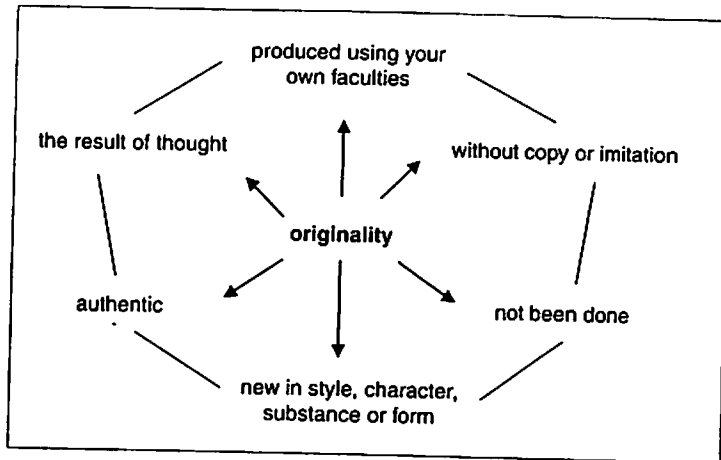 produced using your
own faculties
the result of thought
without copy or imitation
originality
authentic
not been done
new in style, character,
substance or form